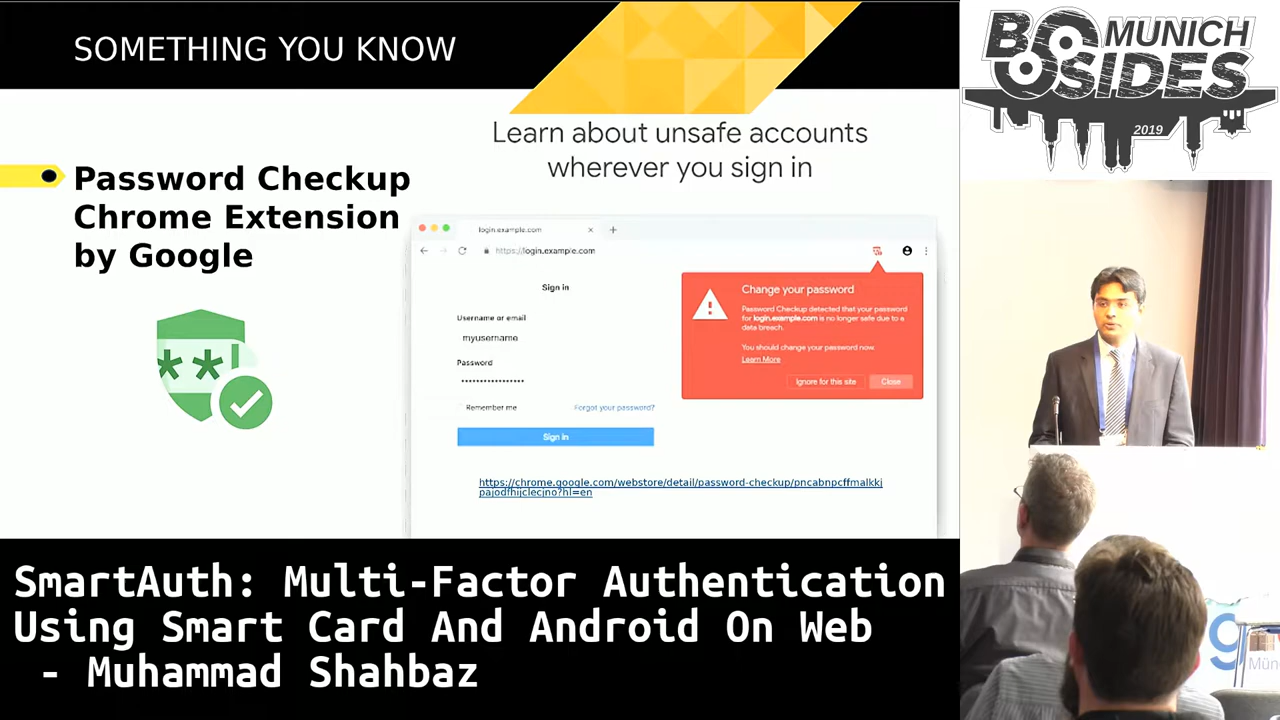 SOMETHING YOU KNOW
Learn about unsafe accounts
wherever you sign in
Password Checkup
Chrome Extension
by Google
login.example.com
https://login.example.com
Sign in
Username or email
myusername
Password
••••••••••••••••
Remember me
Forgot your password?
Sign in
Change your password
Password Checkup detected that your password
for login.example.com is no longer safe due to a
data breach.
You should change your password now.
Learn More
Ignore for this site
Close
https://chrome.google.com/webstore/detail/password-checkup/pncabnpcffmalkkj
pajodfhijclecjno?hl=en
BSIDES
MUNICH
2019
SmartAuth: Multi-Factor Authentication
Using Smart Card And Android On Web
- Muhammad Shahbaz